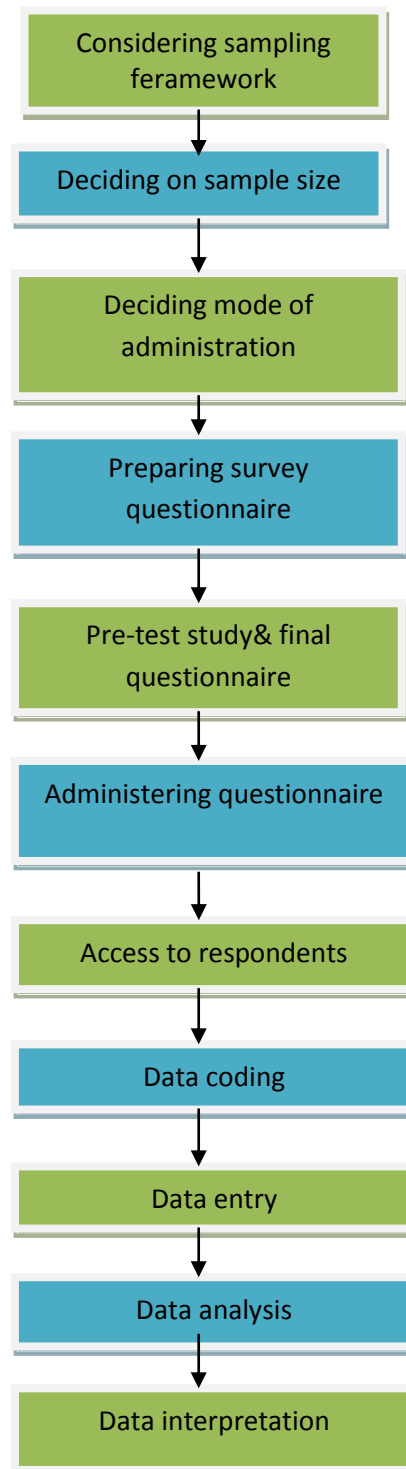 Considering sampling
feramework
Deciding on sample size
Deciding mode of
administration
Preparing survey
questionnaire
Pre-test study& final
questionnaire
Administering questionnaire
Access to respondents
Data coding
Data entry
Data analysis
Data interpretation